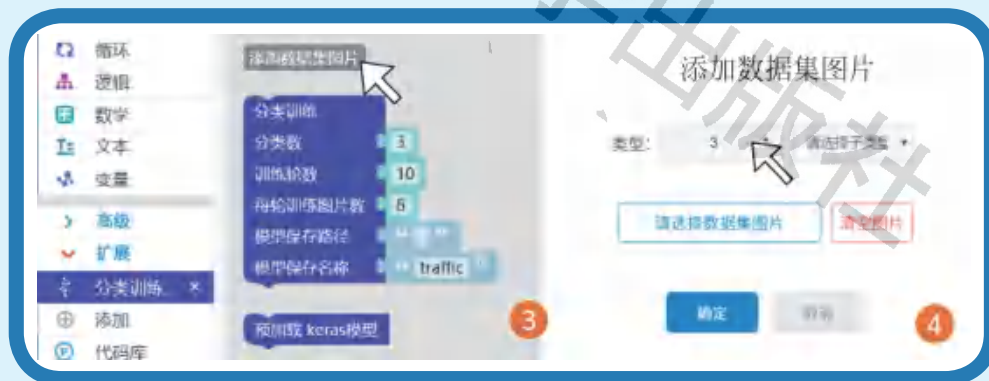 循环
逻辑
数学
文本
变量
高级
扩展
分类训练
添加
代码库
添加数据集图片
分类训练
分类数 3
训练轮数 10
每轮训练图片数 6
模型保存路径 “ ”
模型保存名称 “ traffic ”
预加载 keras模型
3
添加数据集图片
类型: 3 请选择子类型
请选择数据集图片 清空图片
确定
4
出版社